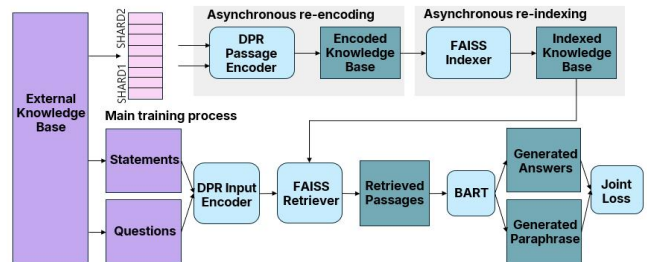 Asynchronous re-encoding
Asynchronous re-indexing
SHARD2
SHARD1
DPR
Passage
Encoder
Encoded
Knowledge
Base
FAISS
Indexer
Indexed
Knowledge
Base
External
Knowledge
Base
Main training process
Statements
Questions
DPR Input
Encoder
FAISS
Retriever
Retrieved
Passages
BART
Generated
Answers
Generated
Paraphrase
Joint
Loss